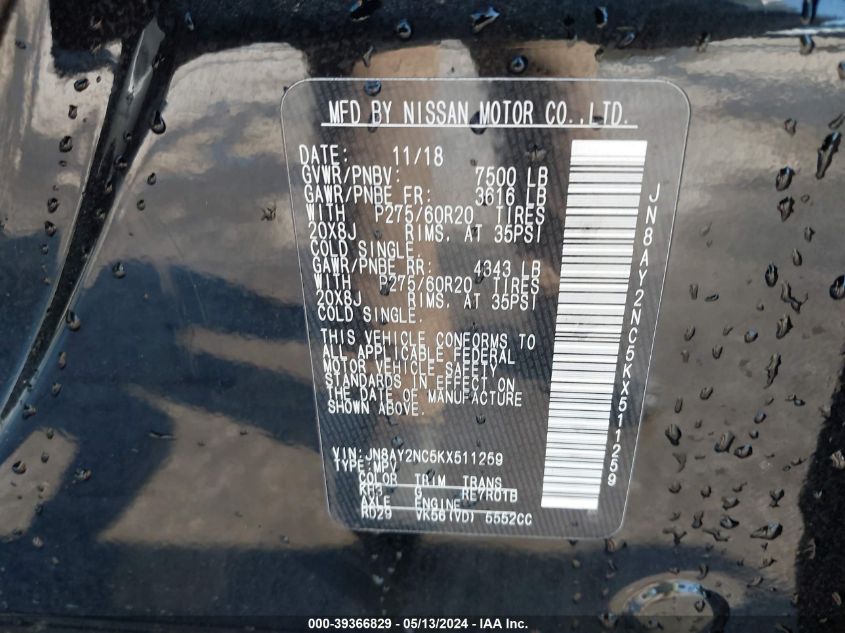 MFD BY NISSAN MOTOR CO.,LTD.
DATE: 11/18
GVWR/PNBV: 7500 LB
GAWR/PNBE FR: 3616 LB
WITH P275/60R20 TIRES
20X8J RIMS. AT 35PSI
COLD SINGLE.
GAWR/PNBE RR: 4343 LB
WITH P275/60R20 TIRES
20X8J RIMS. AT 35PSI
COLD SINGLE.
THIS VEHICLE CONFORMS TO
ALL APPLICABLE FEDERAL
MOTOR VEHICLE SAFETY
STANDARDS IN EFFECT ON
THE DATE OF MANUFACTURE
SHOWN ABOVE.
VIN:JN8AY2NC5KX511259
TYPE:MPV
COLOR TRIM TRANS
KH3 G RE7R01B
AXLE ENGINE
RD29 VK56(VD) 5552CC
JN8AY2NC5KX511259
000-39366829 - 05/13/2024 - IAA Inc.